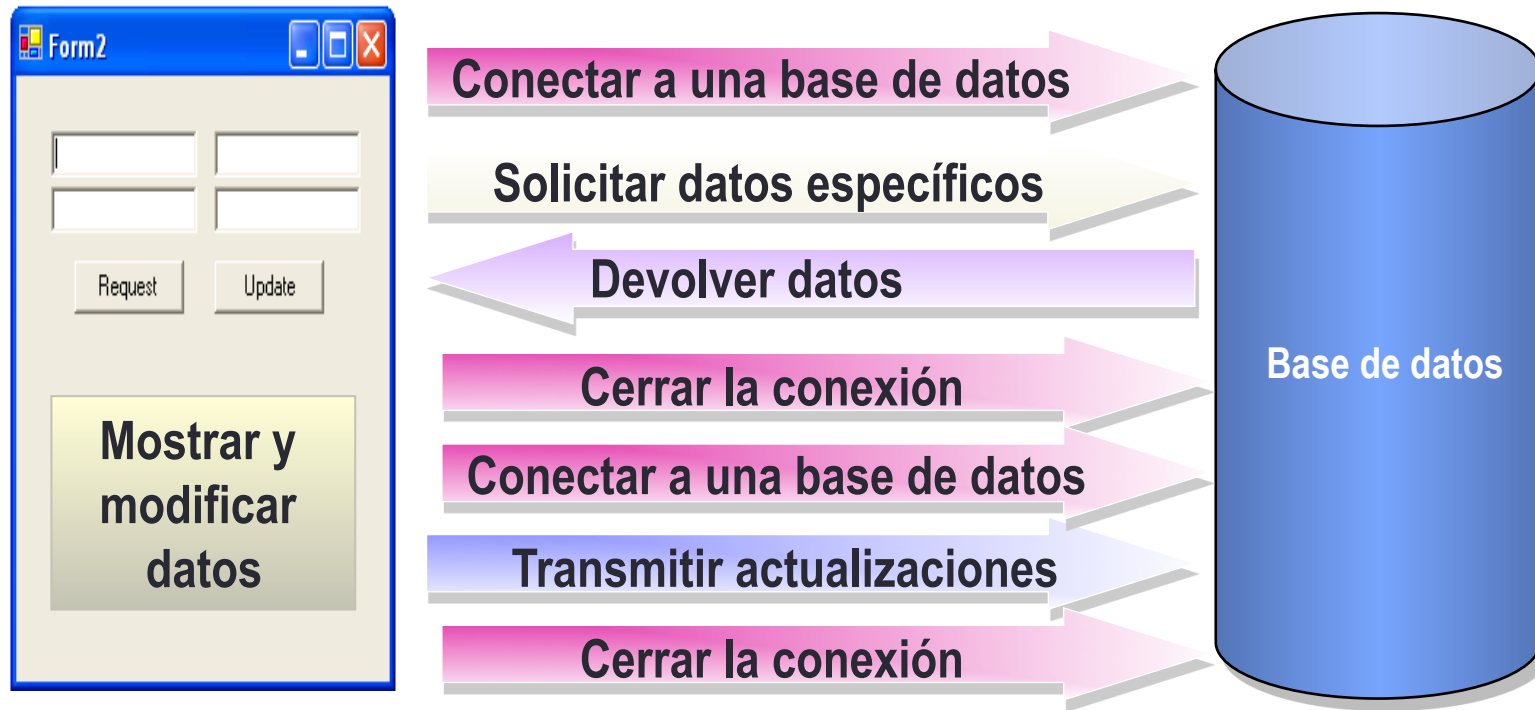 Form2
Request
Update
Mostrar y
modificar
datos
Conectar a una base de datos
Solicitar datos específicos
Devolver datos
Cerrar la conexión
Conectar a una base de datos
Transmitir actualizaciones
Cerrar la conexión
Base de datos